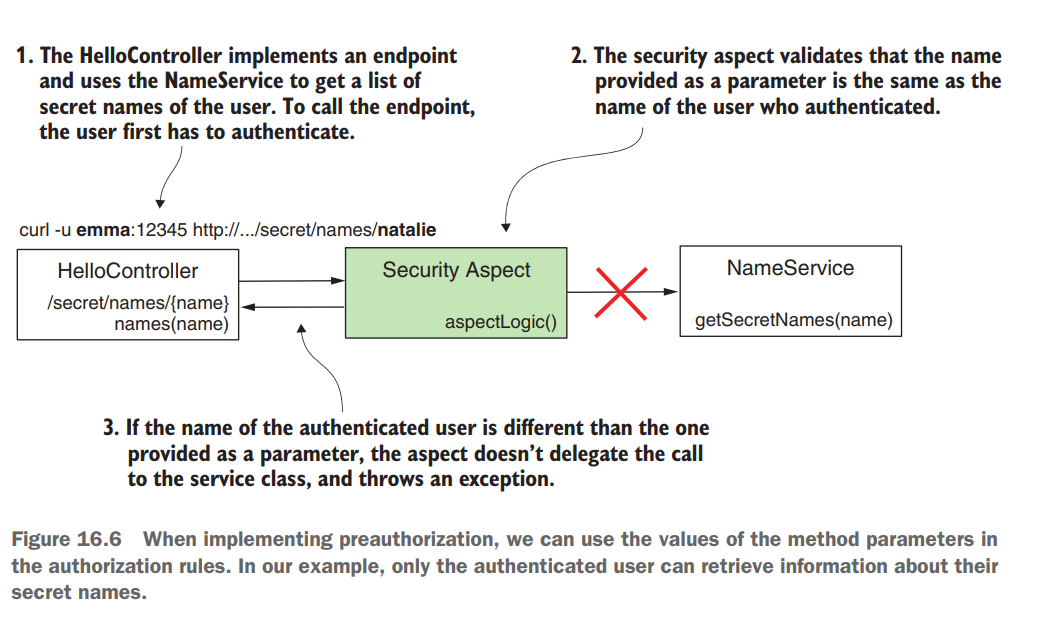 1. The HelloController implements an endpoint
and uses the NameService to get a list of
secret names of the user. To call the endpoint,
the user first has to authenticate.
2. The security aspect validates that the name
provided as a parameter is the same as the
name of the user who authenticated.
curl -u emma:12345 http://.../secret/names/natalie
HelloController
/secret/names/{name}
names(name)
Security Aspect
aspectLogic()
NameService
getSecretNames(name)
3. If the name of the authenticated user is different than the one
provided as a parameter, the aspect doesn’t delegate the call
to the service class, and throws an exception.
Figure 16.6 When implementing preauthorization, we can use the values of the method parameters in
the authorization rules. In our example, only the authenticated user can retrieve information about their
secret names.